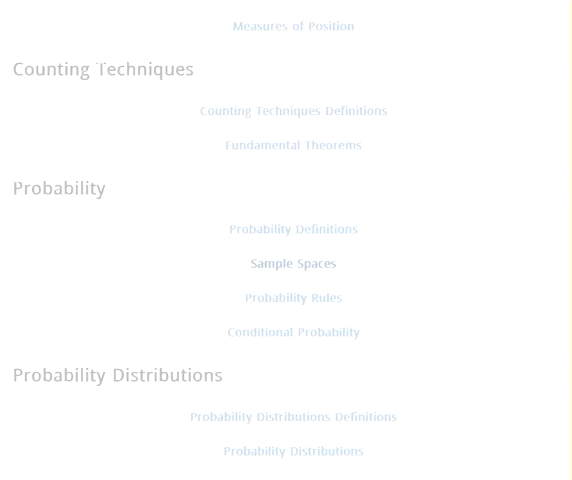 Measures of Position
Counting Techniques
Counting Techniques Definitions
Fundamental Theorems
Probability
Probability Definitions
Sample Spaces
Probability Rules
Conditional Probability
Probability Distributions
Probability Distributions Definitions
Probability Distributions